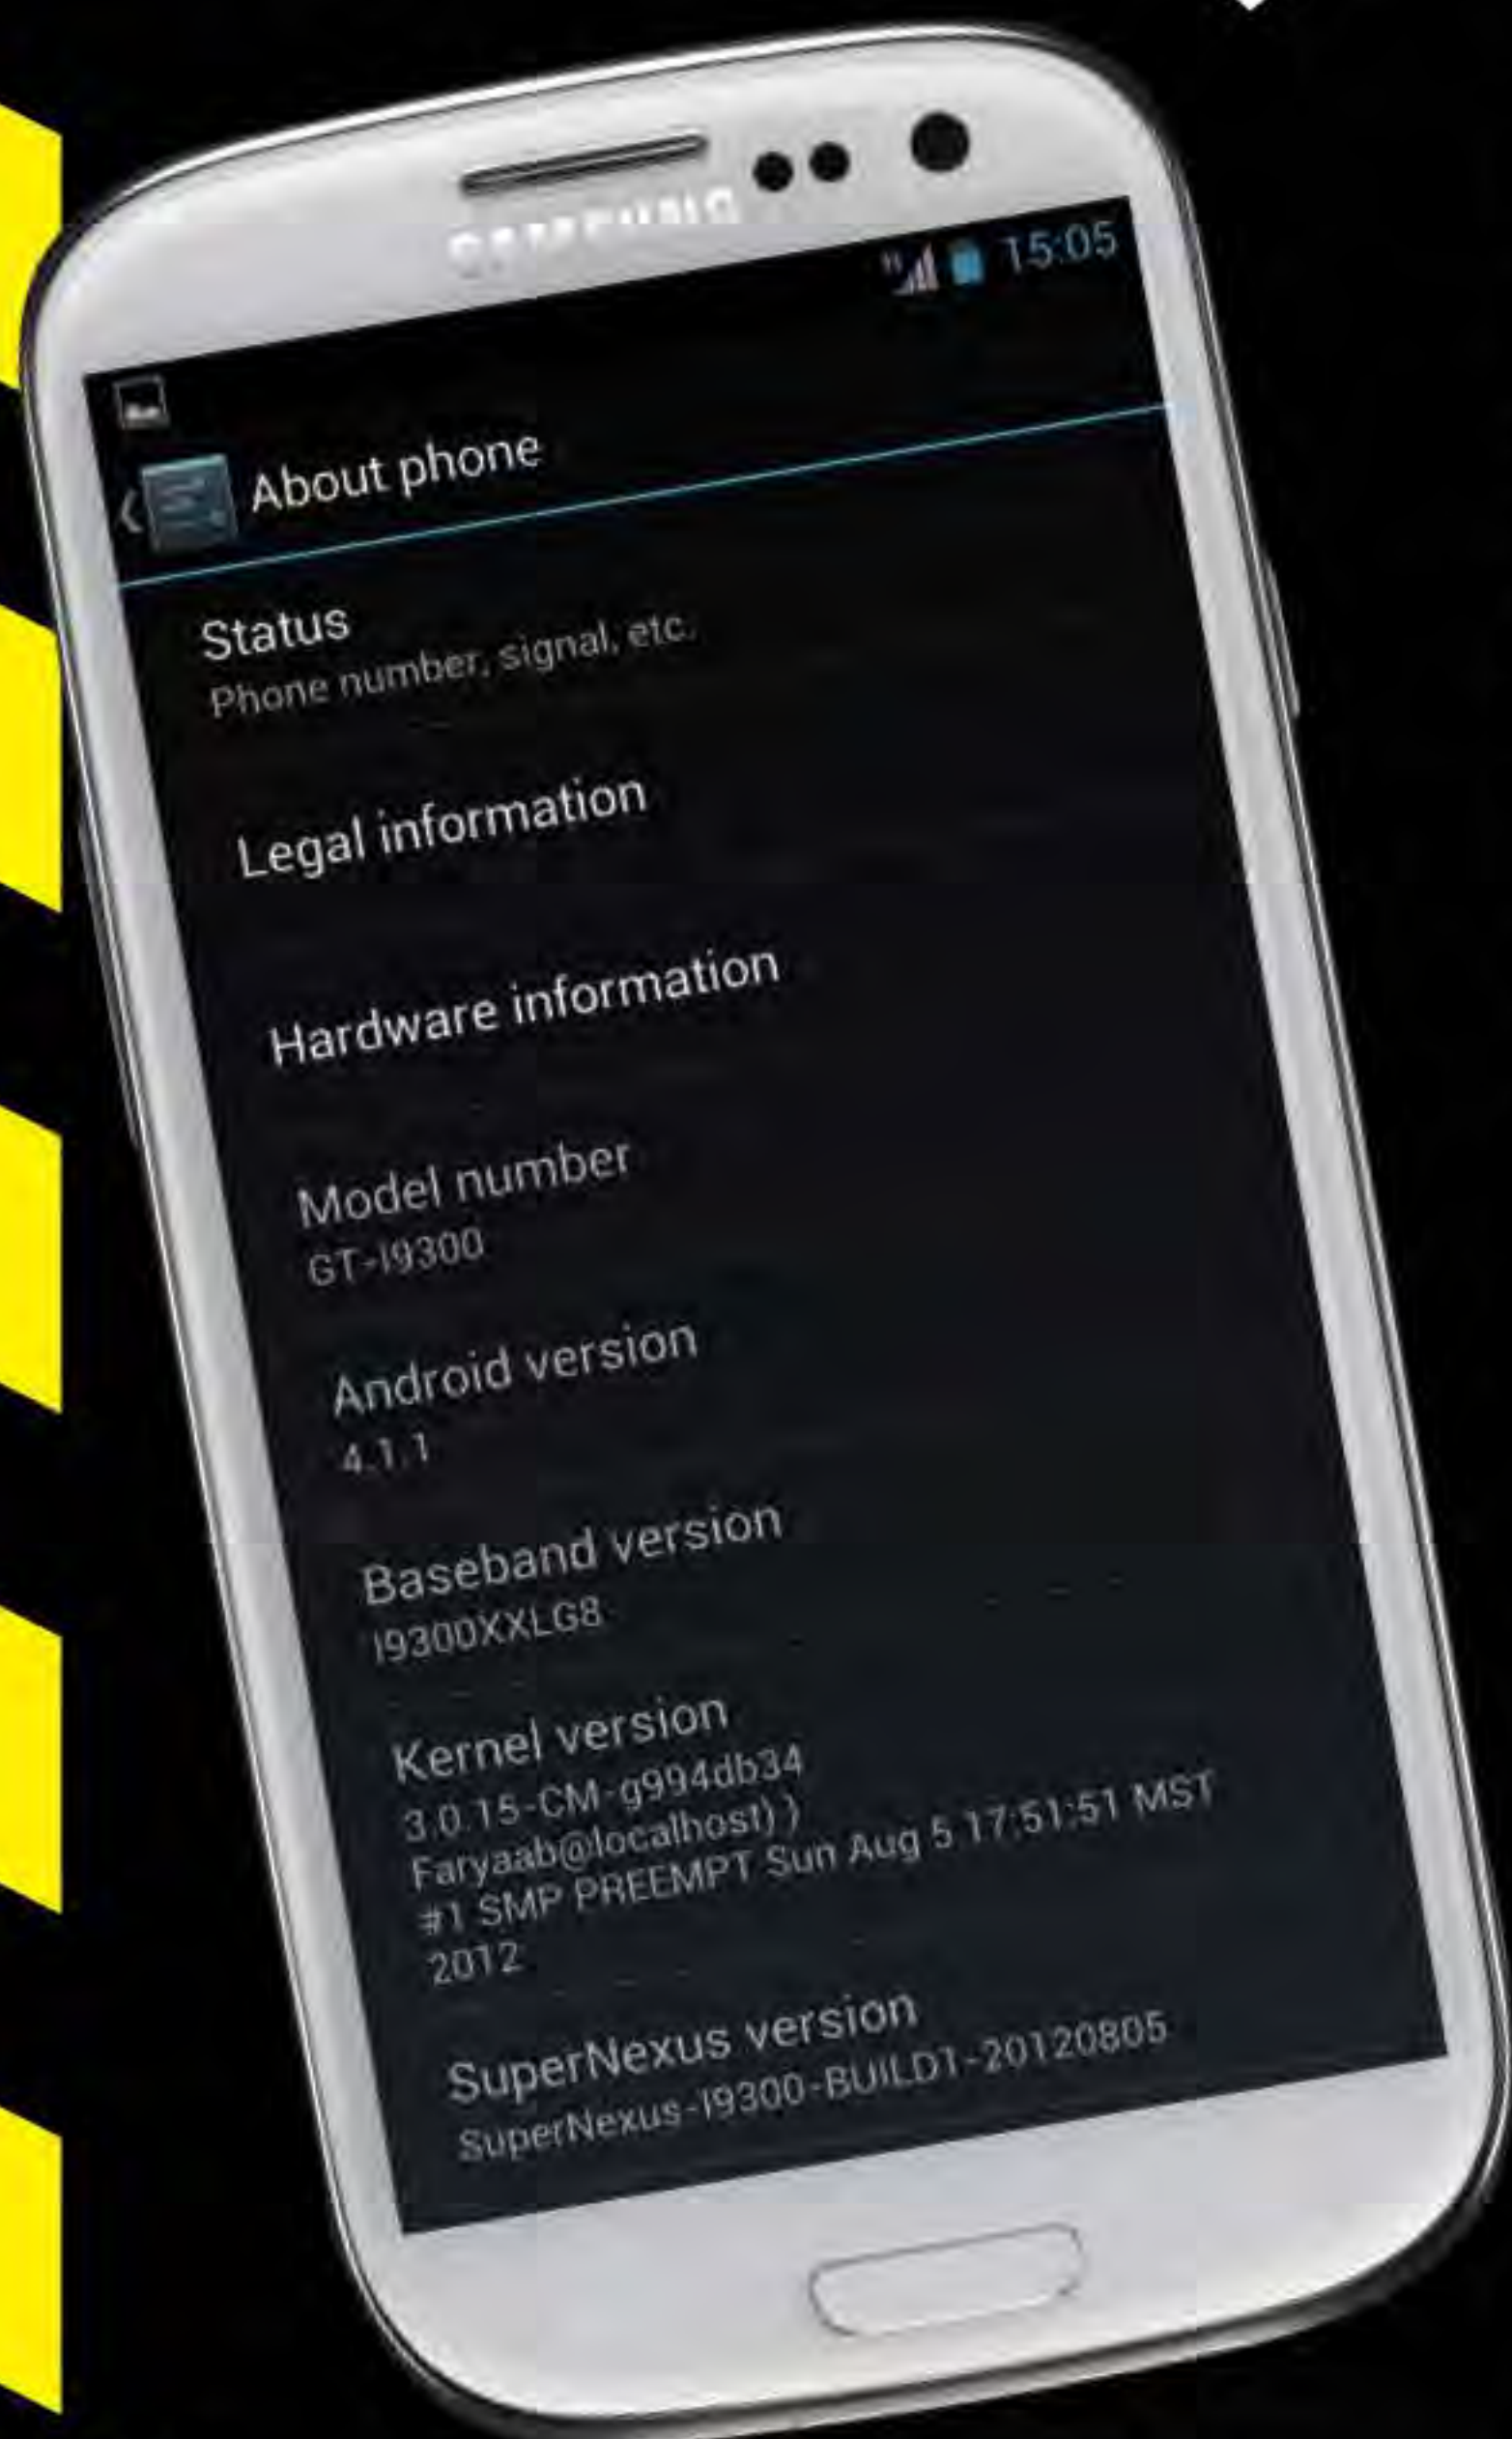 SAMSUNG
15:05
About phone
Status
Phone number, signal, etc.
Legal information
Hardware information
Model number
GT-I9300
Android version
4.1.1
Baseband version
I9300XXLG8
Kernel version
3.0.15-CM-g994db34
Faryaab@localhost) )
#1 SMP PREEMPT Sun Aug 5 17:51:51 MST
2012
SuperNexus version
SuperNexus-I9300-BUILD1-20120805